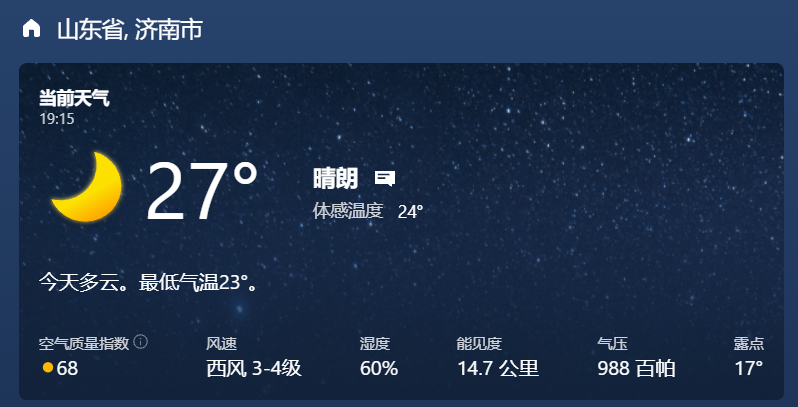 山东省, 济南市
当前天气
19:15
27°
晴朗
体感温度 24°
今天多云。最低气温23°。
空气质量指数 风速 湿度 能见度 气压 露点
68 西风 3-4级 60% 14.7 公里 988 百帕 17°